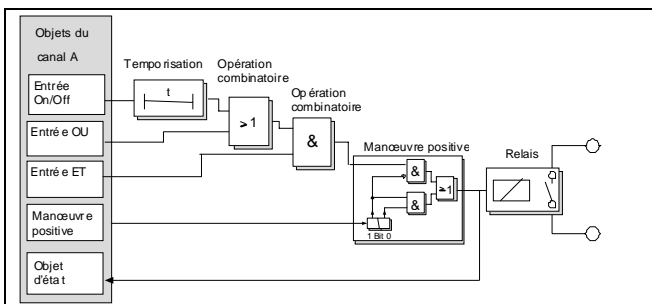 Objets du
canal A
Entrée
On/Off
Entrée OU
Entrée ET
Manœuvre
positive
Objet
d'état
Temporisation
t
Opération
combinatoire
≥1
Opération
combinatoire
&
Manœuvre positive
&
&
≥1
1 Bit 0
Relais